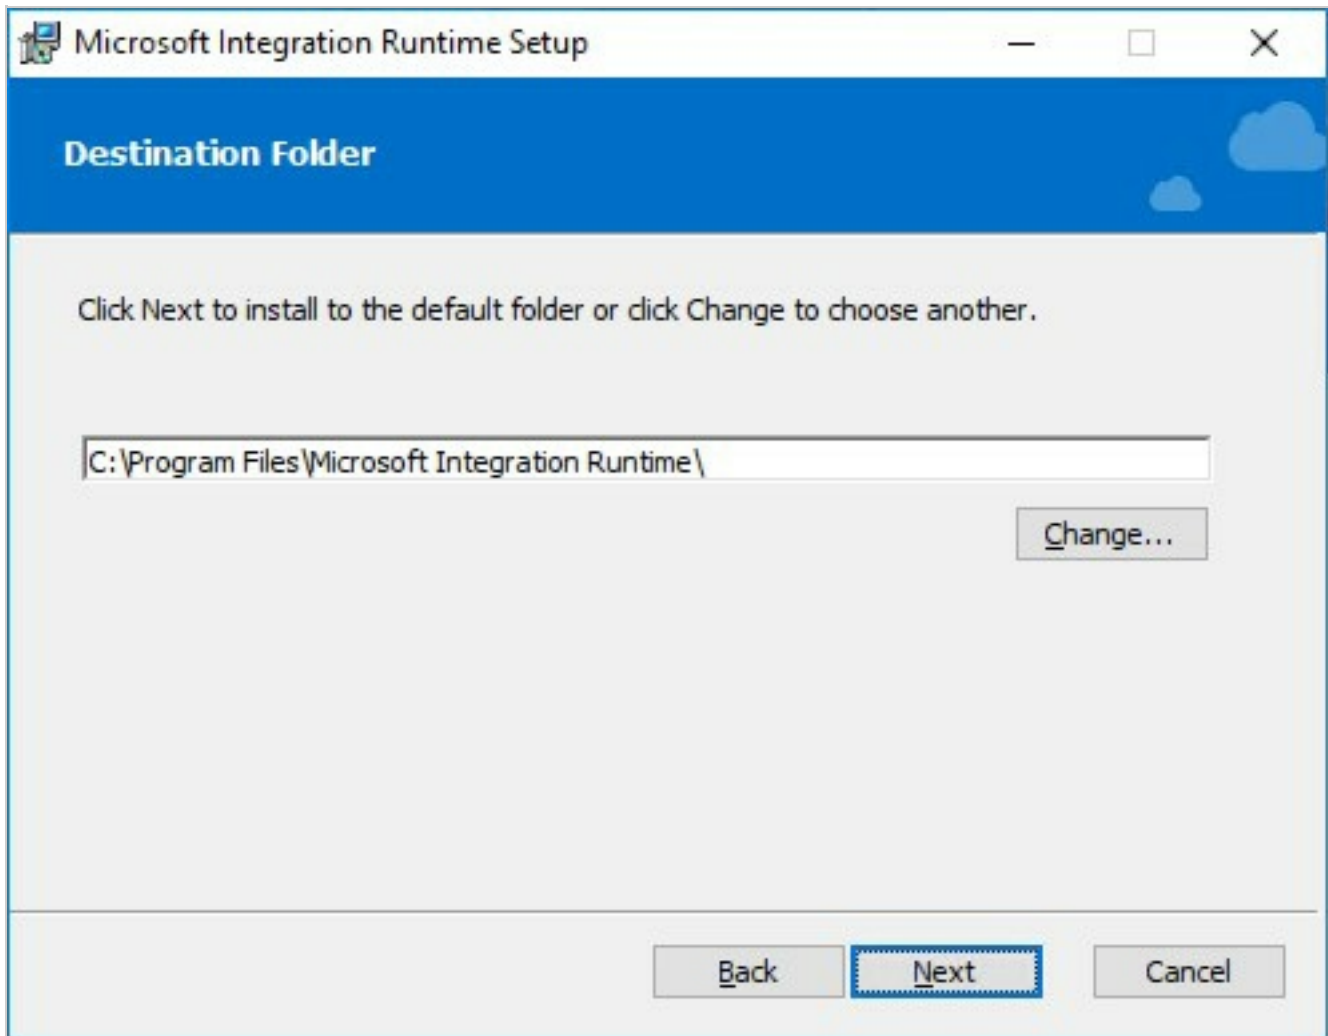 Microsoft Integration Runtime Setup
Destination Folder
Click Next to install to the default folder or click Change to choose another.
C:\Program Files\Microsoft Integration Runtime\
Change...
Back Next Cancel